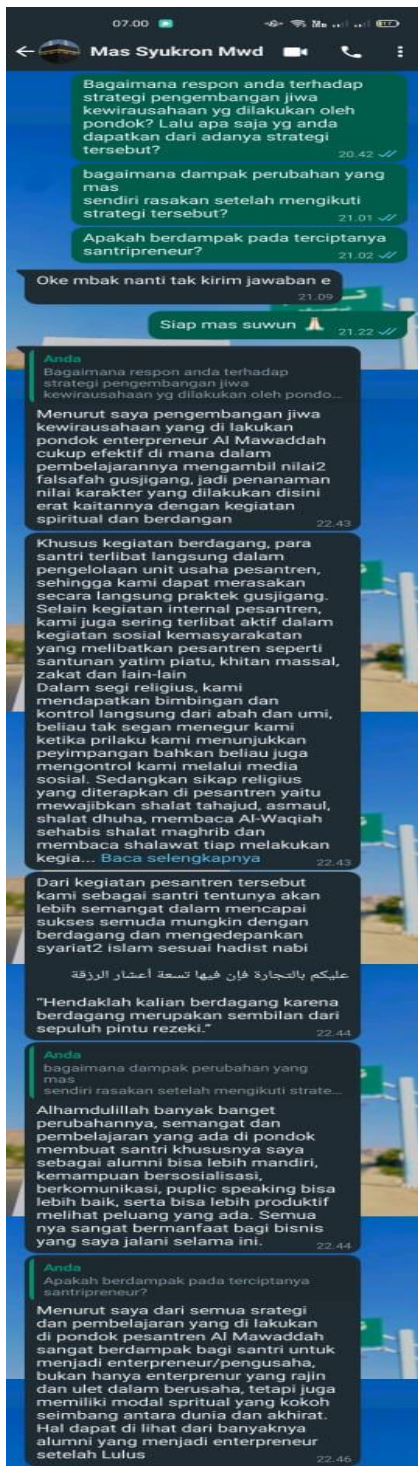 07.00
Mas Syukron Mwd
Bagaimana respon anda terhadap
strategi pengembangan jiwa
kewirausahaan yg dilakukan oleh
pondok? Lalu apa saja yg anda
dapatkan dari adanya strategi
tersebut?
20.42
bagaimana dampak perubahan yang
mas
sendiri rasakan setelah mengikuti
strategi tersebut?
21.01
Apakah berdampak pada terciptanya
santripreneur?
21.02
Oke mbak nanti tak kirim jawaban e
21.09
Siap mas suwun 🙏🏻
21.22
Anda
Bagaimana respon anda terhadap
strategi pengembangan jiwa
kewirausahaan yg dilakukan oleh pondo...
Menurut saya pengembangan jiwa
kewirausahaan yang di lakukan
pondok enterpreneur Al Mawaddah
cukup efektif di mana dalam
pembelajarannya mengambil nilai2
falsafah gusjigang, jadi penanaman
nilai karakter yang dilakukan disini
erat kaitannya dengan kegiatan
spiritual dan berdangan
22.43
Khusus kegiatan berdagang, para
santri terlibat langsung dalam
pengelolaan unit usaha pesantren,
sehingga kami dapat merasakan
secara langsung praktek gusjigang.
Selain kegiatan internal pesantren,
kami juga sering terlibat aktif dalam
kegiatan sosial kemasyarakatan
yang melibatkan pesantren seperti
santunan yatim piatu, khitan massal,
zakat dan lain-lain
Dalam segi religius, kami
mendapatkan bimbingan dan
kontrol langsung dari abah dan umi,
beliau tak segan menegur kami
ketika prilaku kami menunjukkan
peyimpangan bahkan beliau juga
mengontrol kami melalui media
sosial. Sedangkan sikap religius
yang diterapkan di pesantren yaitu
mewajibkan shalat tahajud, asmaul,
shalat dhuha, membaca Al-Waqiah
sehabis shalat maghrib dan
membaca shalawat tiap melakukan
kegia... Baca selengkapnya
22.43
Dari kegiatan pesantren tersebut
kami sebagai santri tentunya akan
lebih semangat dalam mencapai
sukses semuda mungkin dengan
berdagang dan mengedepankan
syariat2 islam sesuai hadist nabi
عليكم بالتجارة فإن فيها تسعة أعشار الرزقة
"Hendaklah kalian berdagang karena
berdagang merupakan sembilan dari
sepuluh pintu rezeki."
22.44
Anda
bagaimana dampak perubahan yang
mas
sendiri rasakan setelah mengikuti strate...
Alhamdulillah banyak banget
perubahannya, semangat dan
pembelajaran yang ada di pondok
membuat santri khususnya saya
sebagai alumni bisa lebih mandiri,
kemampuan bersosialisasi,
berkomunikasi, puplic speaking bisa
lebih baik, serta bisa lebih produktif
melihat peluang yang ada. Semua
nya sangat bermanfaat bagi bisnis
yang saya jalani selama ini.
22.44
Anda
Apakah berdampak pada terciptanya
santripreneur?
Menurut saya dari semua srategi
dan pembelajaran yang di lakukan
di pondok pesantren Al Mawaddah
sangat berdampak bagi santri untuk
menjadi enterpreneur/pengusaha,
bukan hanya enterprenur yang rajin
dan ulet dalam berusaha, tetapi juga
memiliki modal spritual yang kokoh
seimbang antara dunia dan akhirat.
Hal dapat di lihat dari banyaknya
alumni yang menjadi enterpreneur
setelah Lulus
22.46